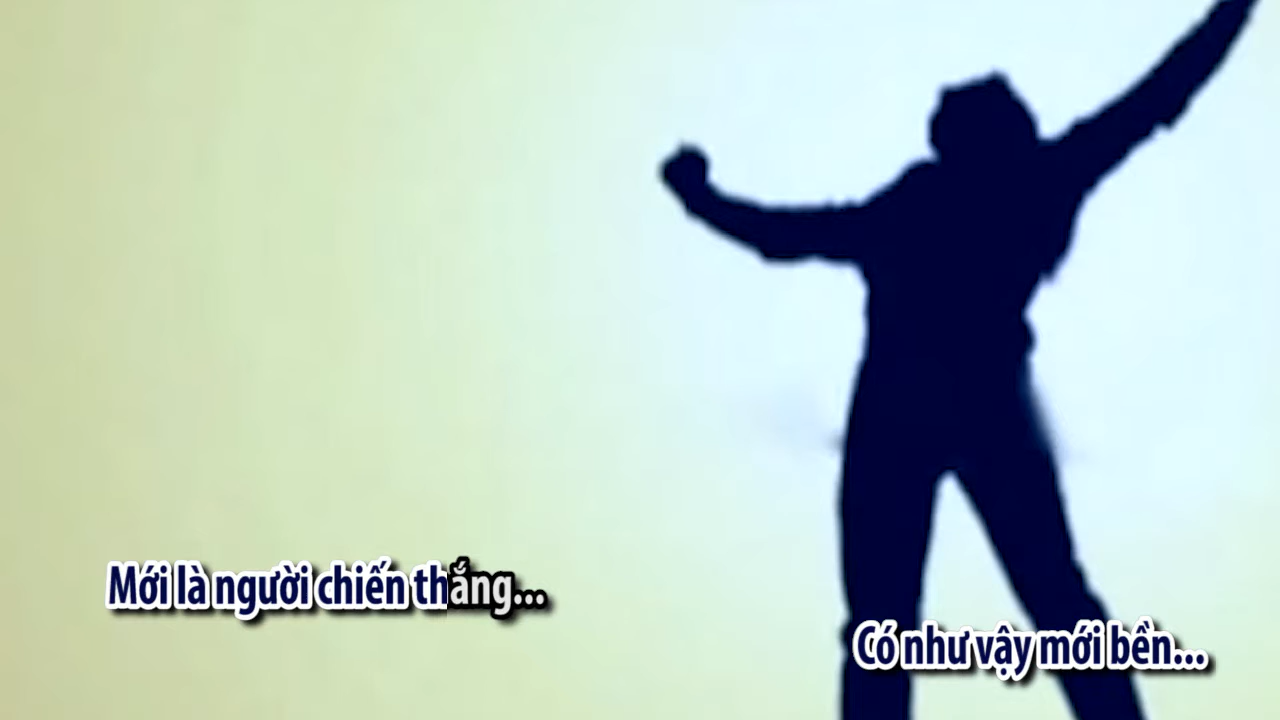 Mới là người chiến thắng...
Có như vậy mới bền...